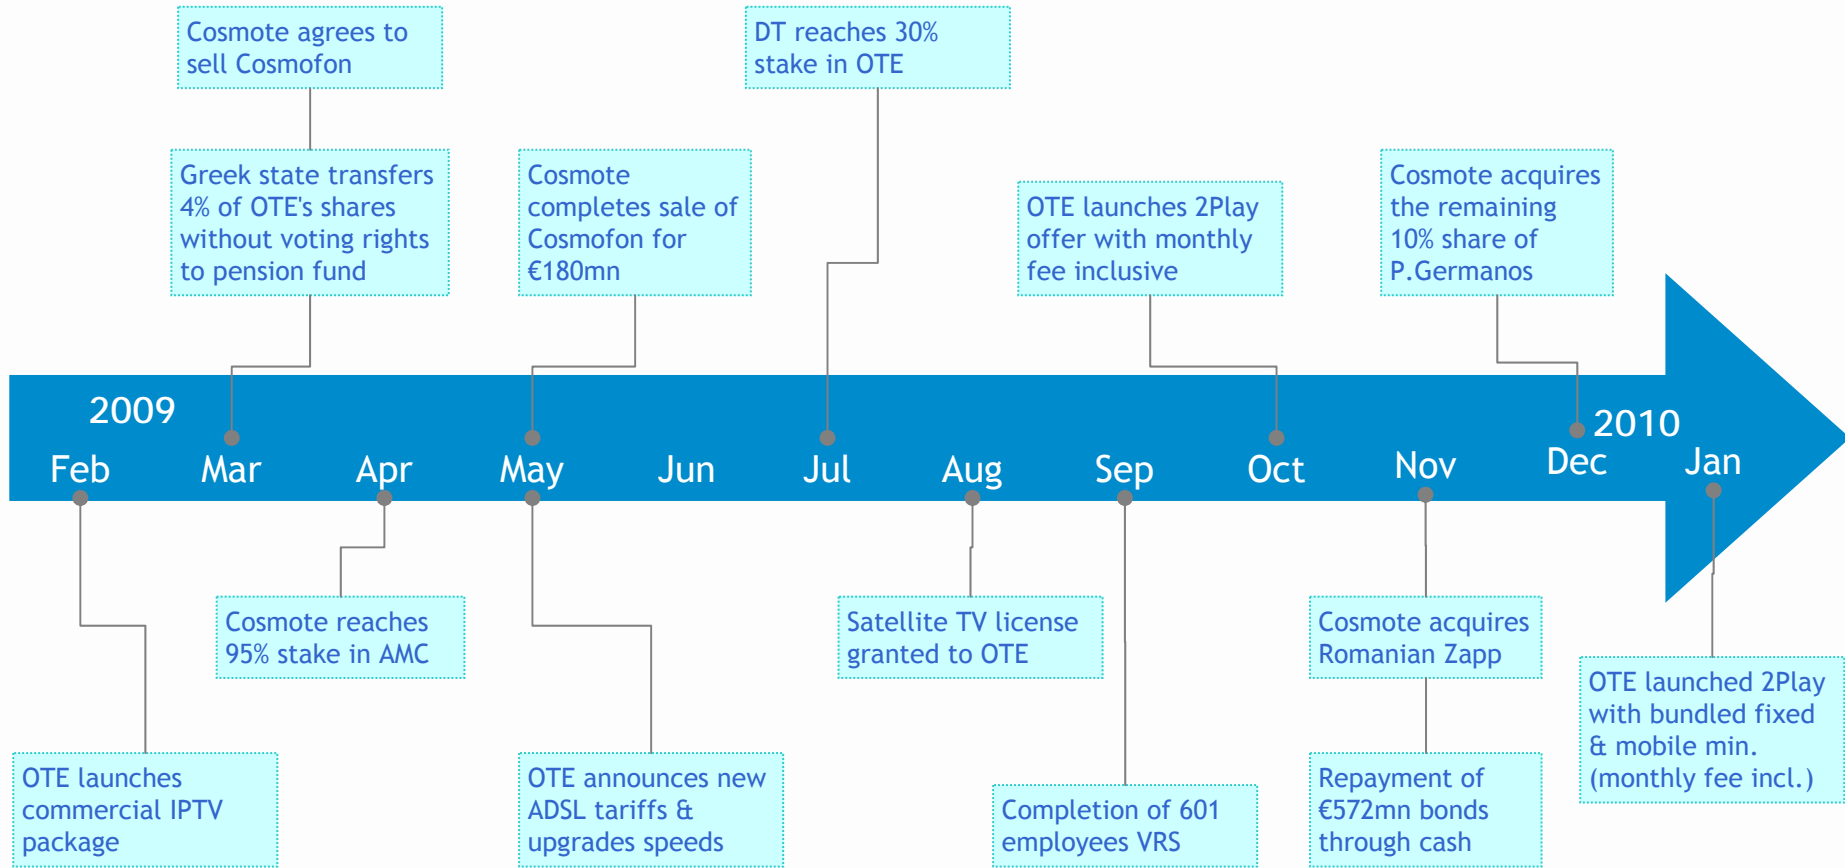 Cosmote agrees to
sell Cosmofon
DT reaches 30%
stake in OTE
Greek state transfers
4% of OTE's shares
without voting rights
to pension fund
Cosmote
completes sale of
Cosmofon for
€180mn
OTE launches 2Play
offer with monthly
fee inclusive
Cosmote acquires
the remaining
10% share of
P.Germanos
2009
2010
Feb
Mar
Apr
May
Jun
Jul
Aug
Sep
Oct
Nov
Dec
Jan
Cosmote reaches
95% stake in AMC
Satellite TV license
granted to OTE
Cosmote acquires
Romanian Zapp
OTE launched 2Play
with bundled fixed
& mobile min.
(monthly fee incl.)
OTE launches
commercial IPTV
package
OTE announces new
ADSL tariffs &
upgrades speeds
Completion of 601
employees VRS
Repayment of
€572mn bonds
through cash